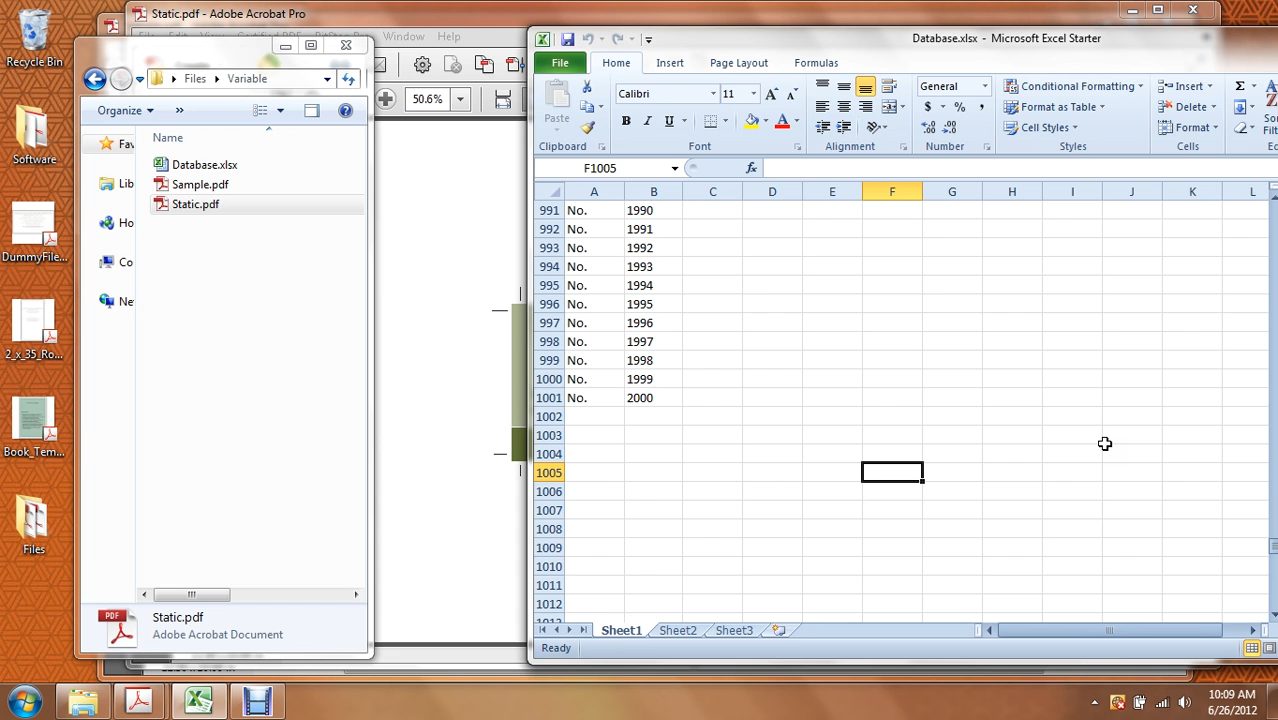 Recycle Bin
Software
DummyFile...
2_x_35_Ro...
Book_Tem...
Files
Static.pdf - Adobe Acrobat Pro
Window Help
50.6%
Files Variable
Organize »
Name
Fav
Database.xlsx
Sample.pdf
Static.pdf
Lib
Ho
Co
Ne
PDF
Static.pdf
Adobe Acrobat Document
Database.xlsx - Microsoft Excel Starter
File Home Insert Page Layout Formulas
Paste
Calibri 11
B I U
General
$ % ,
Conditional Formatting
Format as Table
Cell Styles
Insert
Delete
Format
Σ
Clipboard Font Alignment Number Styles Cells
F1005 fx
A B C D E F G H I J K L
991 No. 1990
992 No. 1991
993 No. 1992
994 No. 1993
995 No. 1994
996 No. 1995
997 No. 1996
998 No. 1997
999 No. 1998
1000 No. 1999
1001 No. 2000
1002
1003
1004
1005
1006
1007
1008
1009
1010
1011
1012
Sheet1 Sheet2 Sheet3
Ready
10:09 AM
6/26/2012